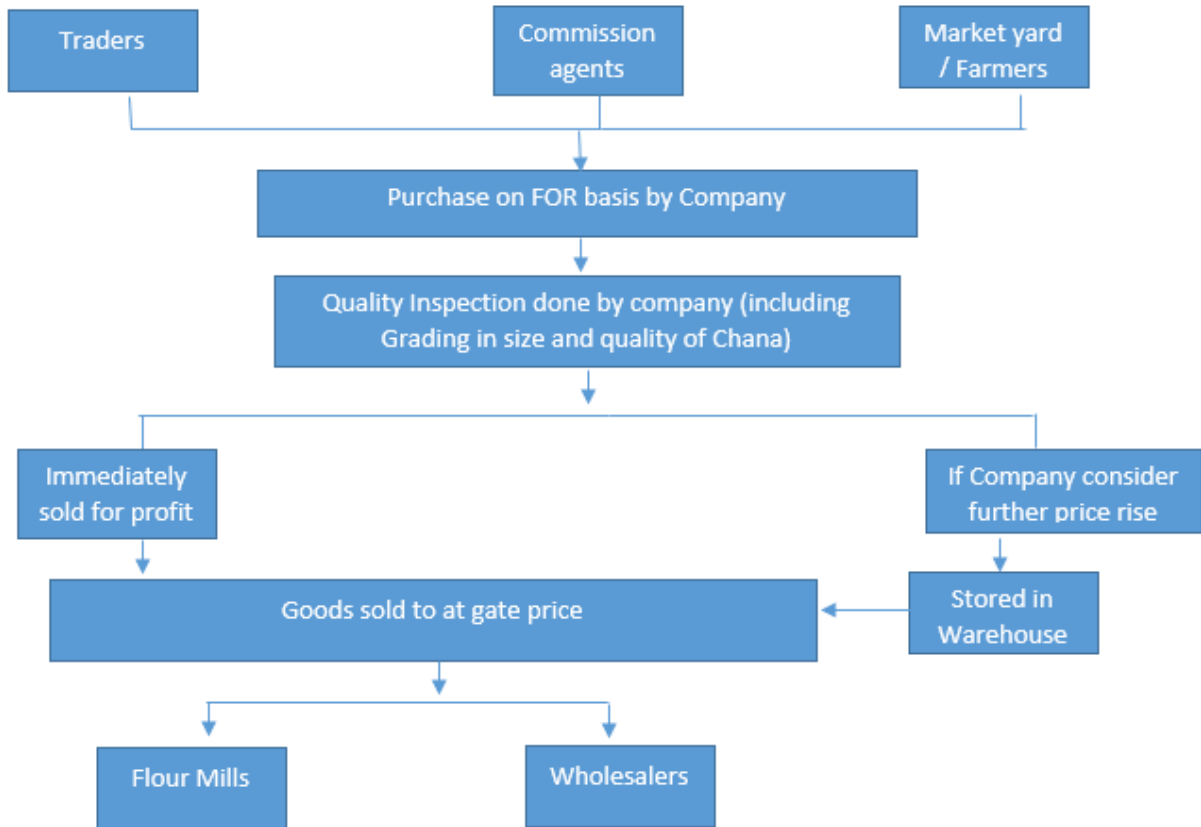 Traders
Commission
agents
Market yard
/ Farmers
Purchase on FOR basis by Company
Quality Inspection done by company (including
Grading in size and quality of Chana)
Immediately
sold for profit
If Company consider
further price rise
Goods sold to at gate price
Stored in
Warehouse
Flour Mills
Wholesalers